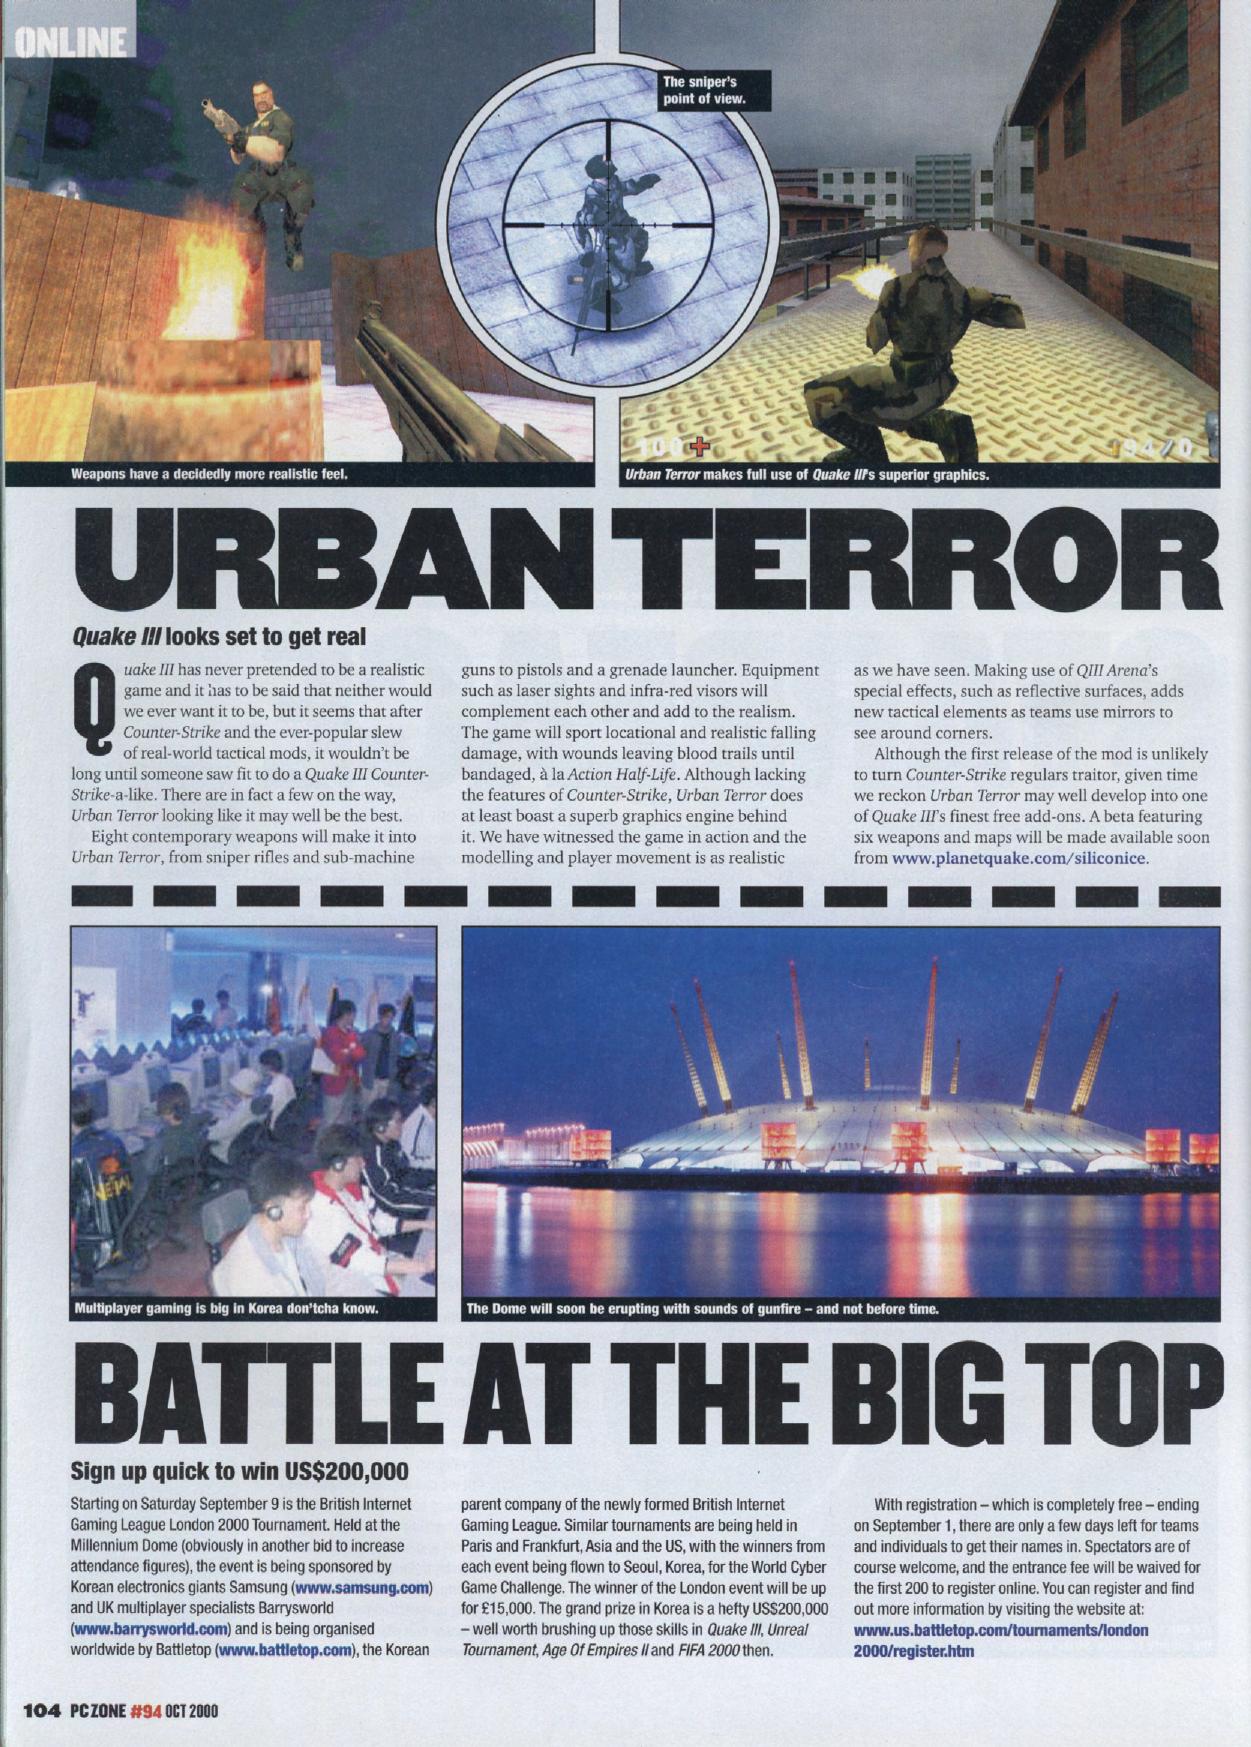 ONLINE
The sniper's
point of view.
100
94/0
Weapons have a decidedly more realistic feel.
Urban Terror makes full use of Quake III's superior graphics.
URBAN TERROR
Quake III looks set to get real
Quake III has never pretended to be a realistic
game and it has to be said that neither would
we ever want it to be, but it seems that after
Counter-Strike and the ever-popular slew
of real-world tactical mods, it wouldn't be
long until someone saw fit to do a Quake III Counter-
Strike-a-like. There are in fact a few on the way,
Urban Terror looking like it may well be the best.
Eight contemporary weapons will make it into
Urban Terror, from sniper rifles and sub-machine
guns to pistols and a grenade launcher. Equipment
such as laser sights and infra-red visors will
complement each other and add to the realism.
The game will sport locational and realistic falling
damage, with wounds leaving blood trails until
bandaged, à la Action Half-Life. Although lacking
the features of Counter-Strike, Urban Terror does
at least boast a superb graphics engine behind
it. We have witnessed the game in action and the
modelling and player movement is as realistic
as we have seen. Making use of QIII Arena's
special effects, such as reflective surfaces, adds
new tactical elements as teams use mirrors to
see around corners.
Although the first release of the mod is unlikely
to turn Counter-Strike regulars traitor, given time
we reckon Urban Terror may well develop into one
of Quake III's finest free add-ons. A beta featuring
six weapons and maps will be made available soon
from www.planetquake.com/siliconice.
Multiplayer gaming is big in Korea don'tcha know.
The Dome will soon be erupting with sounds of gunfire – and not before time.
BATTLE AT THE BIG TOP
Sign up quick to win US$200,000
Starting on Saturday September 9 is the British Internet
Gaming League London 2000 Tournament. Held at the
Millennium Dome (obviously in another bid to increase
attendance figures), the event is being sponsored by
Korean electronics giants Samsung (www.samsung.com)
and UK multiplayer specialists Barrysworld
(www.barrysworld.com) and is being organised
worldwide by Battletop (www.battletop.com), the Korean
parent company of the newly formed British Internet
Gaming League. Similar tournaments are being held in
Paris and Frankfurt, Asia and the US, with the winners from
each event being flown to Seoul, Korea, for the World Cyber
Game Challenge. The winner of the London event will be up
for £15,000. The grand prize in Korea is a hefty US$200,000
– well worth brushing up those skills in Quake III, Unreal
Tournament, Age Of Empires II and FIFA 2000 then.
With registration – which is completely free – ending
on September 1, there are only a few days left for teams
and individuals to get their names in. Spectators are of
course welcome, and the entrance fee will be waived for
the first 200 to register online. You can register and find
out more information by visiting the website at:
www.us.battletop.com/tournaments/london
2000/register.htm
104 PCZONE #94 OCT 2000